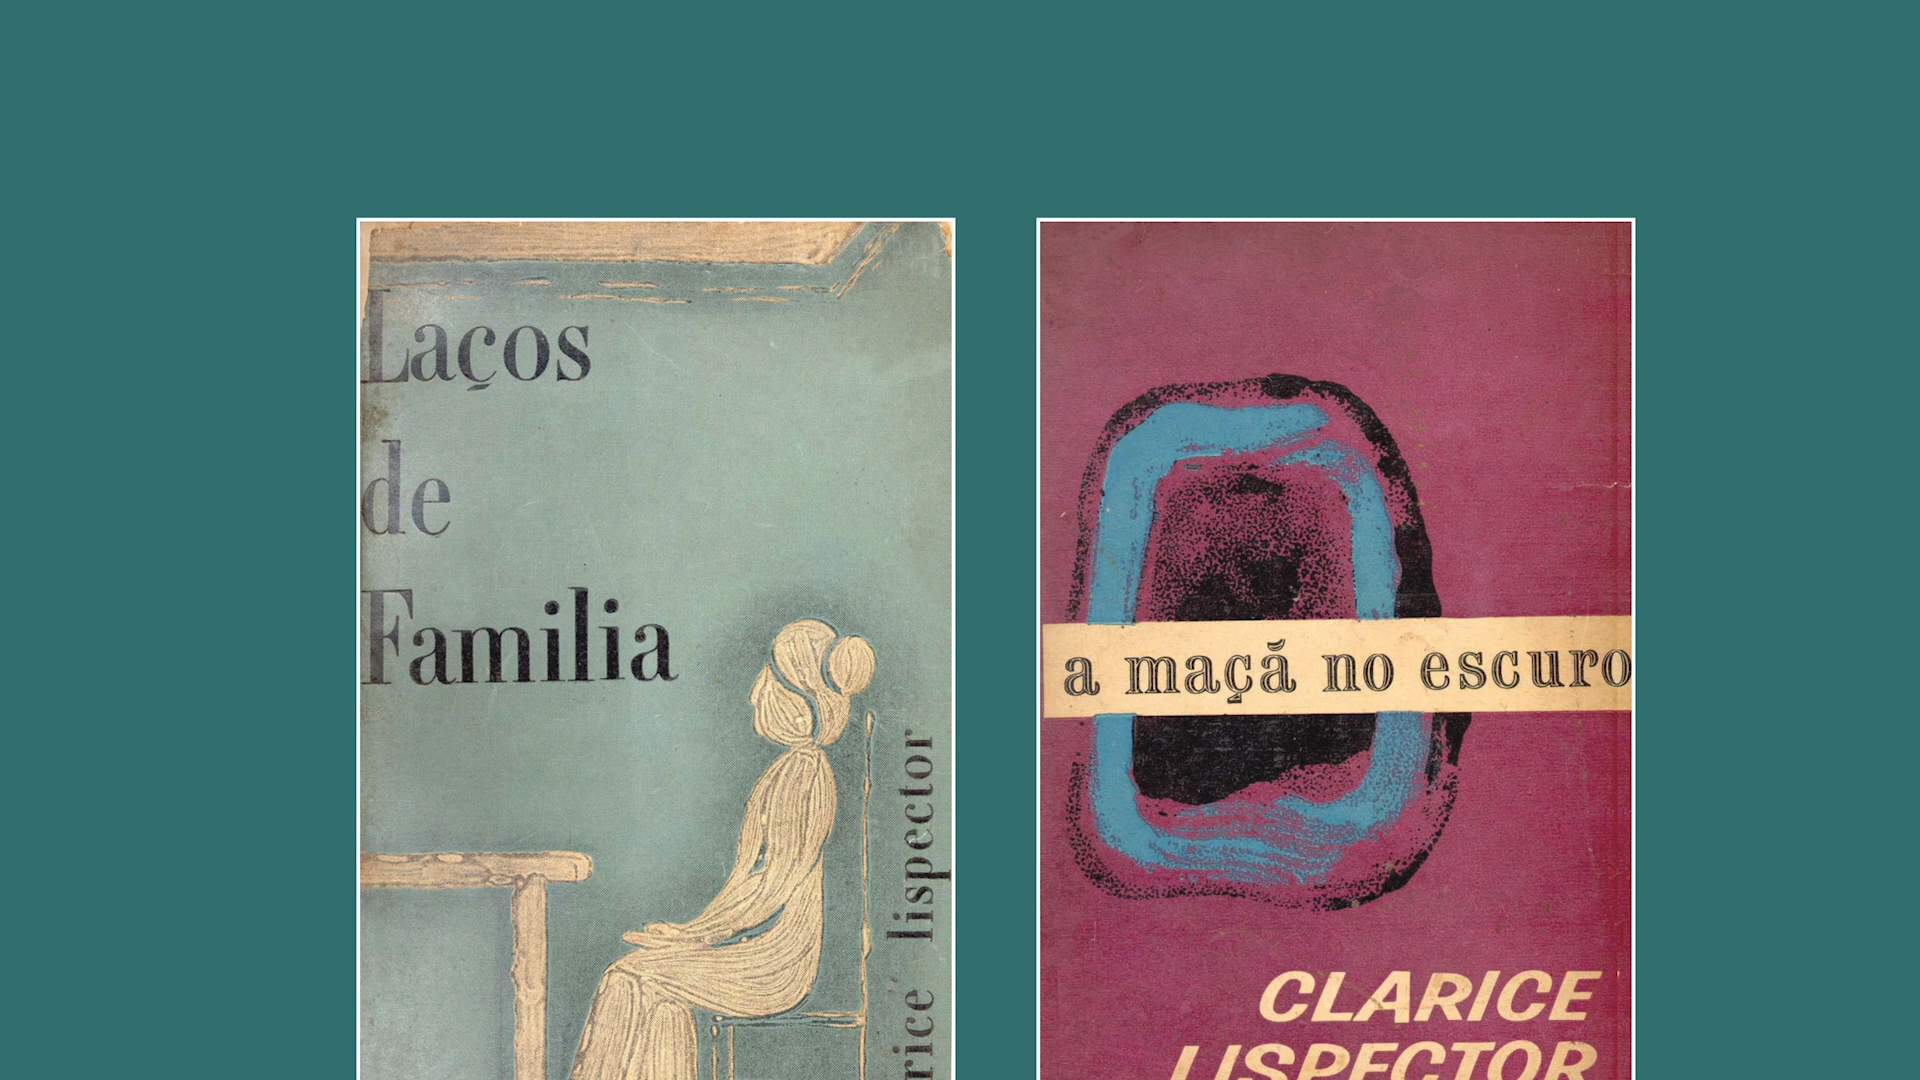 Laços
de
Familia
rice lispector
a maçã no escuro
CLARICE
LISPECTOR